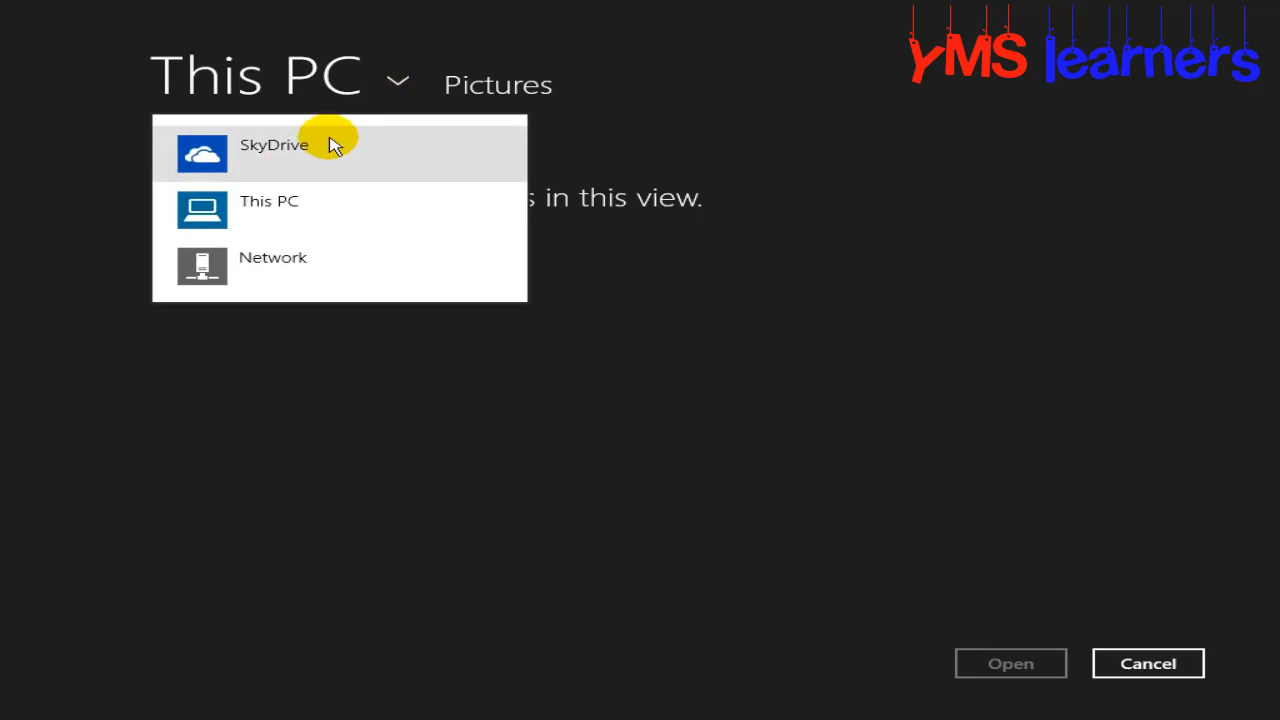 YMS learners
This PC Pictures
SkyDrive
This PC
in this view.
Network
Open Cancel